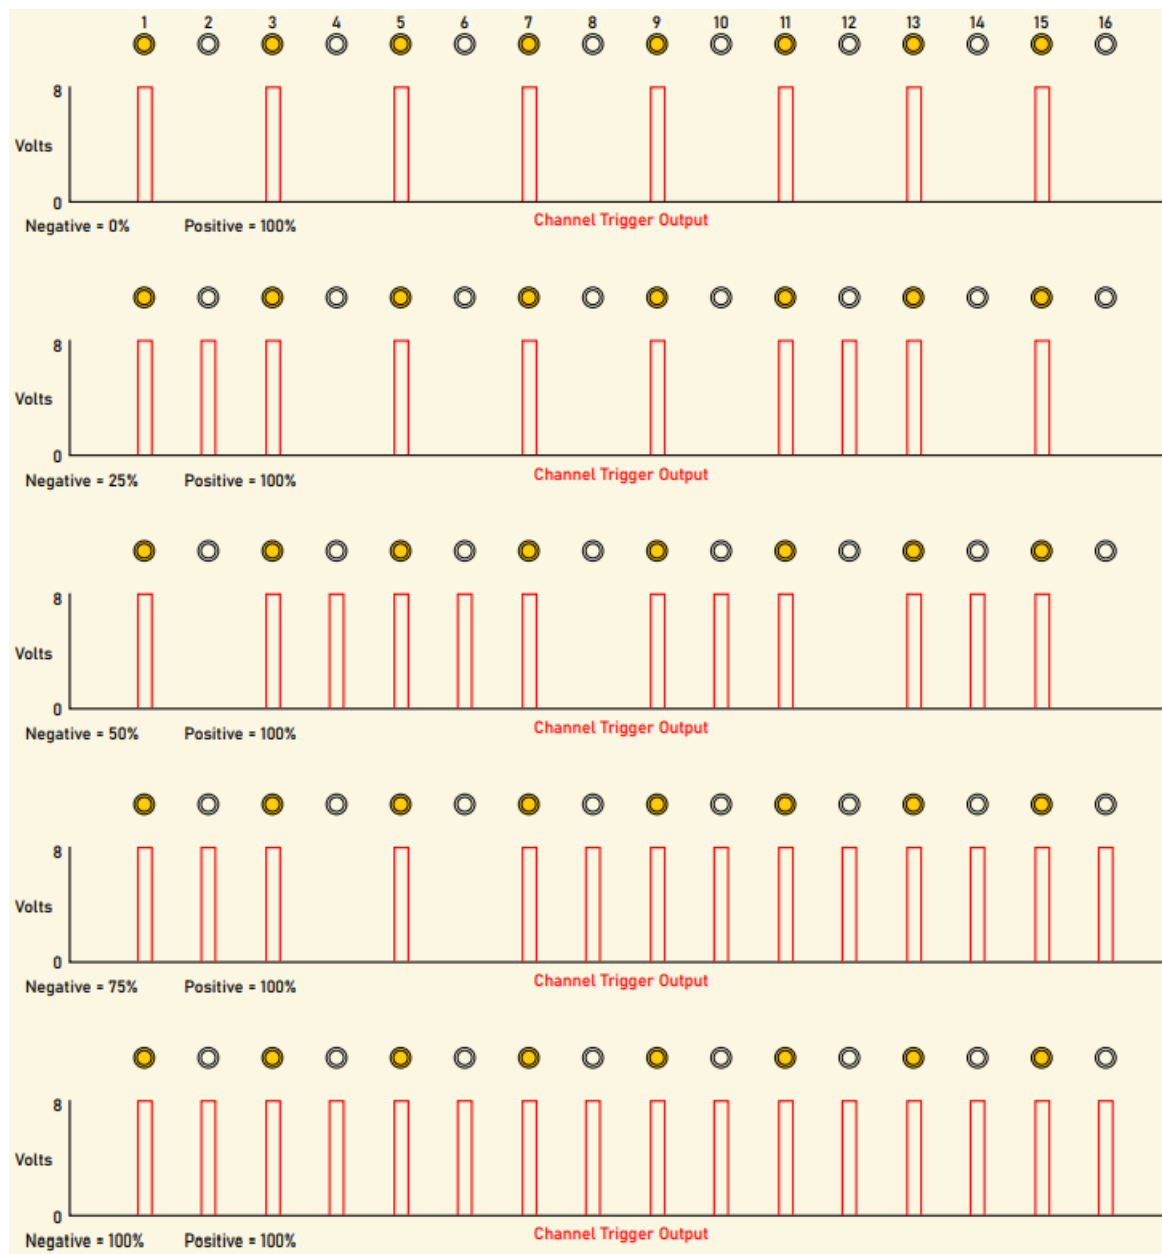 1 2 3 4 5 6 7 8 9 10 11 12 13 14 15 16
8
Volts
0
Negative = 0% Positive = 100% Channel Trigger Output
8
Volts
0
Negative = 25% Positive = 100% Channel Trigger Output
8
Volts
0
Negative = 50% Positive = 100% Channel Trigger Output
8
Volts
0
Negative = 75% Positive = 100% Channel Trigger Output
8
Volts
0
Negative = 100% Positive = 100% Channel Trigger Output